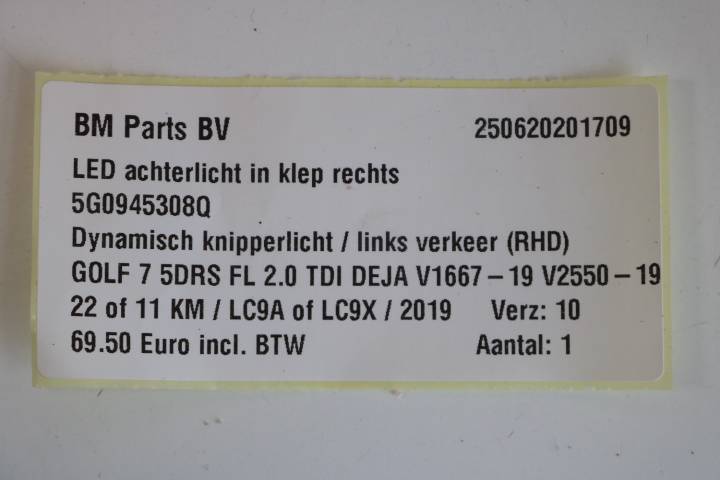 BM Parts BV 250620201709
LED achterlicht in klep rechts
5G0945308Q
Dynamisch knipperlicht / links verkeer (RHD)
GOLF 7 5DRS FL 2.0 TDI DEJA V1667 – 19 V2550 – 19
22 of 11 KM / LC9A of LC9X / 2019 Verz: 10
69.50 Euro incl. BTW Aantal: 1